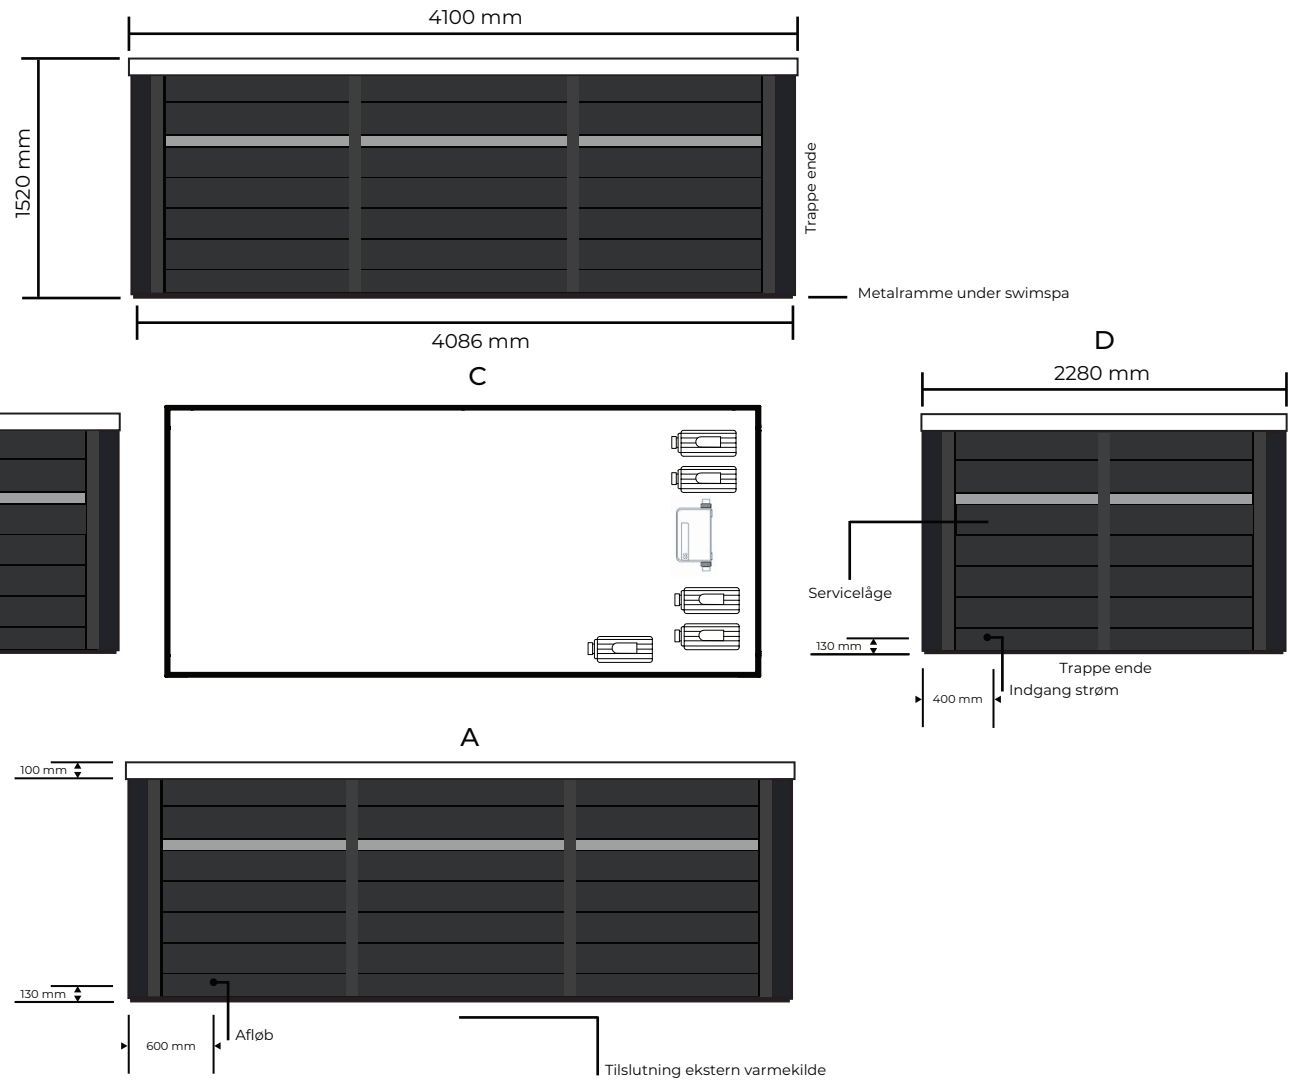 4100 mm
1520 mm
Trappe ende
Metalramme under swimspa
4086 mm
C
D
2280 mm
Servicelåge
130 mm
Trappe ende
Indgang strøm
400 mm
A
100 mm
130 mm
Afløb
600 mm
Tilslutning ekstern varmekilde